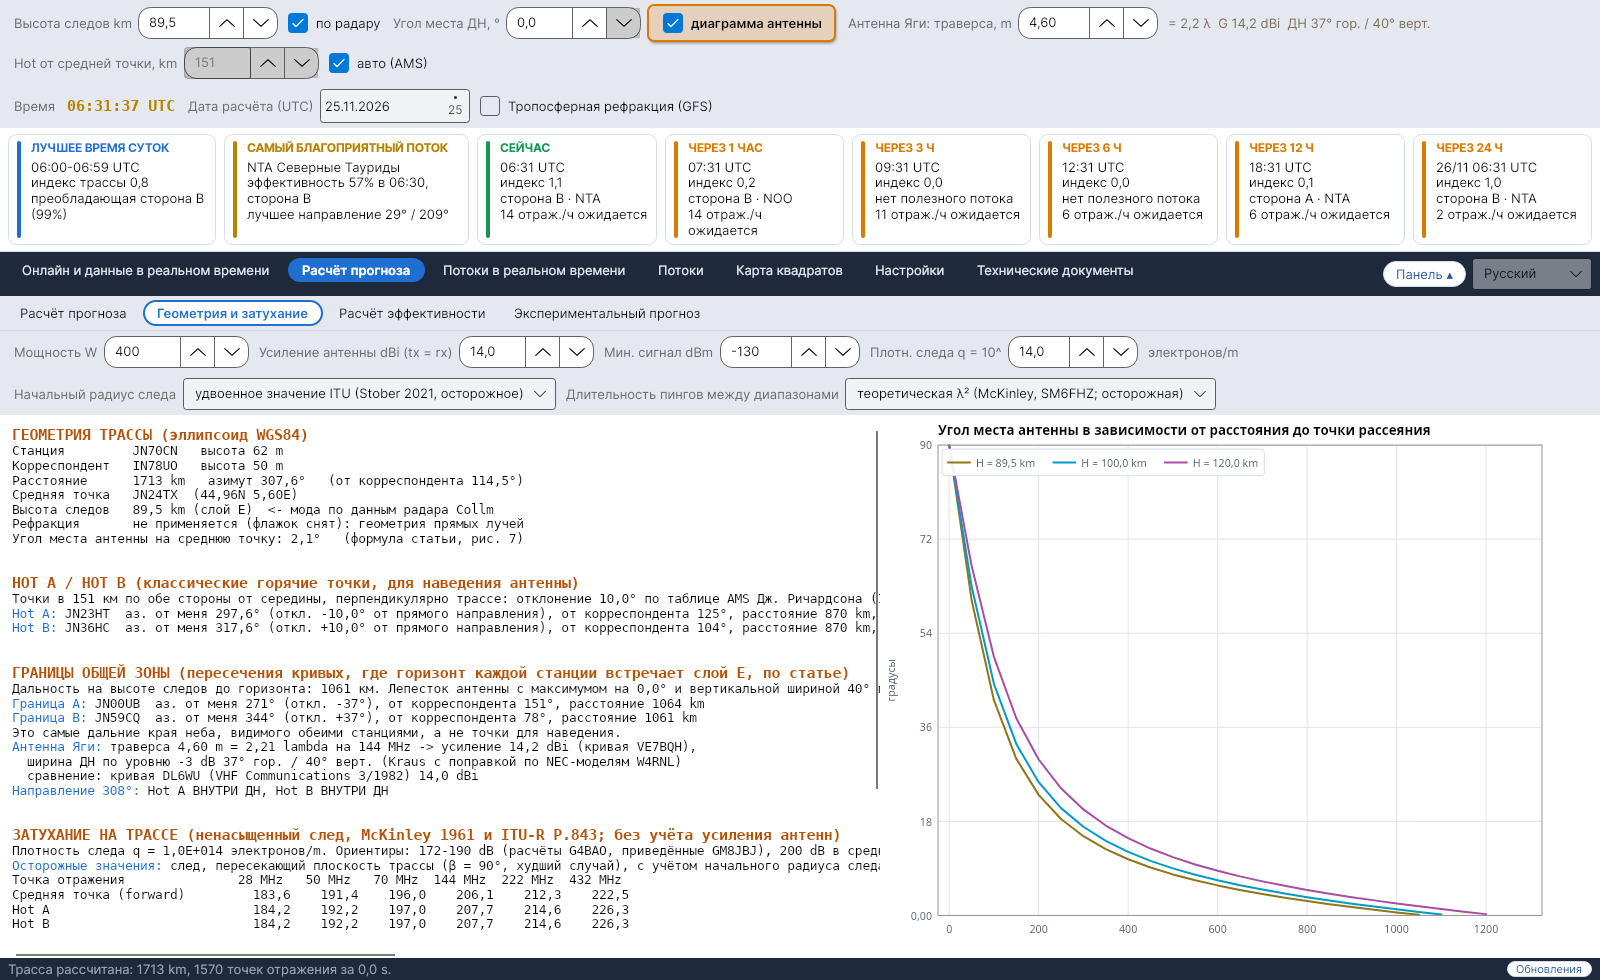 Высота следов km 89,5 по радару Угол места ДН, ° 0,0 диаграмма антенны Антенна Яги: траверса, m 4,60 = 2,2 λ G 14,2 dBi ДН 37° гор. / 40° верт.
Hot от средней точки, km 151 авто (AMS)
Время 06:31:37 UTC Дата расчёта (UTC) 25.11.2026 25 Тропосферная рефракция (GFS)
ЛУЧШЕЕ ВРЕМЯ СУТОК
06:00-06:59 UTC
индекс трассы 0,8
преобладающая сторона B
(99%)
САМЫЙ БЛАГОПРИЯТНЫЙ ПОТОК
NTA Северные Тауриды
эффективность 57% в 06:30,
сторона B
лучшее направление 29° / 209°
СЕЙЧАС
06:31 UTC
индекс 1,1
сторона B · NTA
14 отраж./ч ожидается
ЧЕРЕЗ 1 ЧАС
07:31 UTC
индекс 0,2
сторона B · NOO
14 отраж./ч
ожидается
ЧЕРЕЗ 3 Ч
09:31 UTC
индекс 0,0
нет полезного потока
11 отраж./ч ожидается
ЧЕРЕЗ 6 Ч
12:31 UTC
индекс 0,0
нет полезного потока
6 отраж./ч ожидается
ЧЕРЕЗ 12 Ч
18:31 UTC
индекс 0,1
сторона A · NTA
6 отраж./ч ожидается
ЧЕРЕЗ 24 Ч
26/11 06:31 UTC
индекс 1,0
сторона B · NTA
2 отраж./ч ожидается
Онлайн и данные в реальном времени Расчёт прогноза Потоки в реальном времени Потоки Карта квадратов Настройки Технические документы Панель ▴ Русский
Расчёт прогноза Геометрия и затухание Расчёт эффективности Экспериментальный прогноз
Мощность W 400 Усиление антенны dBi (tx = rx) 14,0 Мин. сигнал dBm -130 Плотн. следа q = 10^ 14,0 электронов/m
Начальный радиус следа удвоенное значение ITU (Stober 2021, осторожное) Длительность пингов между диапазонами теоретическая λ² (McKinley, SM6FHZ; осторожная)
ГЕОМЕТРИЯ ТРАССЫ (эллипсоид WGS84)
Станция JN70CN высота 62 m
Корреспондент IN78UO высота 50 m
Расстояние 1713 km азимут 307,6° (от корреспондента 114,5°)
Средняя точка JN24TX (44,96N 5,60E)
Высота следов 89,5 km (слой E) <- мода по данным радара Collm
Рефракция не применяется (флажок снят): геометрия прямых лучей
Угол места антенны на среднюю точку: 2,1° (формула статьи, рис. 7)
HOT A / HOT B (классические горячие точки, для наведения антенны)
Точки в 151 км по обе стороны от середины, перпендикулярно трассе: отклонение 10,0° по таблице AMS Дж. Ричардсона
Hot A: JN23HT аз. от меня 297,6° (откл. -10,0° от прямого направления), от корреспондента 125°, расстояние 870 km,
Hot B: JN36HC аз. от меня 317,6° (откл. +10,0° от прямого направления), от корреспондента 104°, расстояние 870 km,
ГРАНИЦЫ ОБЩЕЙ ЗОНЫ (пересечения кривых, где горизонт каждой станции встречает слой E, по статье)
Дальность на высоте следов до горизонта: 1061 км. Лепесток антенны с максимумом на 0,0° и вертикальной шириной 40°
Граница A: JN00UB аз. от меня 271° (откл. -37°), от корреспондента 151°, расстояние 1064 km
Граница B: JN59CQ аз. от меня 344° (откл. +37°), от корреспондента 78°, расстояние 1061 km
Это самые дальние края неба, видимого обеими станциями, а не точки для наведения.
Антенна Яги: траверса 4,60 m = 2,21 lambda на 144 MHz -> усиление 14,2 dBi (кривая VE7BQH),
ширина ДН по уровню -3 dB 37° гор. / 40° верт. (Kraus с поправкой по NEC-моделям W4RNL)
сравнение: кривая DL6WU (VHF Communications 3/1982) 14,0 dBi
Направление 308°: Hot A ВНУТРИ ДН, Hot B ВНУТРИ ДН
ЗАТУХАНИЕ НА ТРАССЕ (ненасыщенный след, McKinley 1961 и ITU-R P.843; без учёта усиления антенн)
Плотность следа q = 1,0E+014 электронов/m. Ориентиры: 172-190 dB (расчёты G4BAO, приведённые GM8JBJ), 200 dB в
Осторожные значения: след, пересекающий плоскость трассы (β = 90°, худший случай), с учётом начального радиуса
Точка отражения 28 MHz 50 MHz 70 MHz 144 MHz 222 MHz 432 MHz
Средняя точка (forward) 183,6 191,4 196,0 206,1 212,3 222,5
Hot A 184,2 192,2 197,0 207,7 214,6 226,3
Hot B 184,2 192,2 197,0 207,7 214,6 226,3
Угол места антенны в зависимости от расстояния до точки рассеяния
H = 89,5 km H = 100,0 km H = 120,0 km
градусы
90
72
54
36
18
0,00
0 200 400 600 800 1000 1200
Трасса рассчитана: 1713 km, 1570 точек отражения за 0,0 s. Обновления